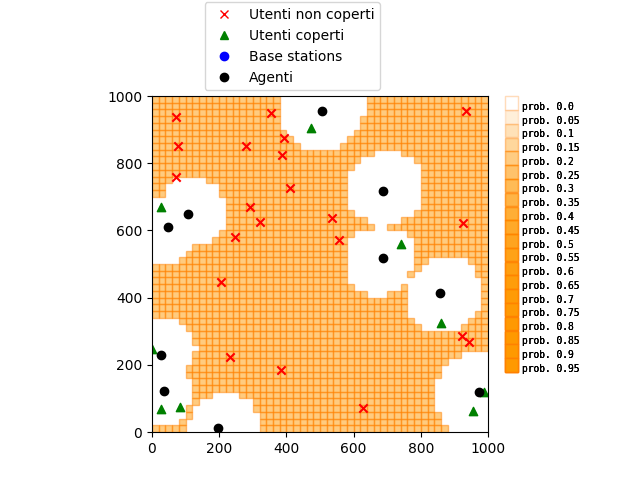 Utenti non coperti
Utenti coperti
Base stations
Agenti
1000
800
600
400
200
0
0 200 400 600 800 1000
prob. 0.0
prob. 0.05
prob. 0.1
prob. 0.15
prob. 0.2
prob. 0.25
prob. 0.3
prob. 0.35
prob. 0.4
prob. 0.45
prob. 0.5
prob. 0.55
prob. 0.6
prob. 0.65
prob. 0.7
prob. 0.75
prob. 0.8
prob. 0.85
prob. 0.9
prob. 0.95